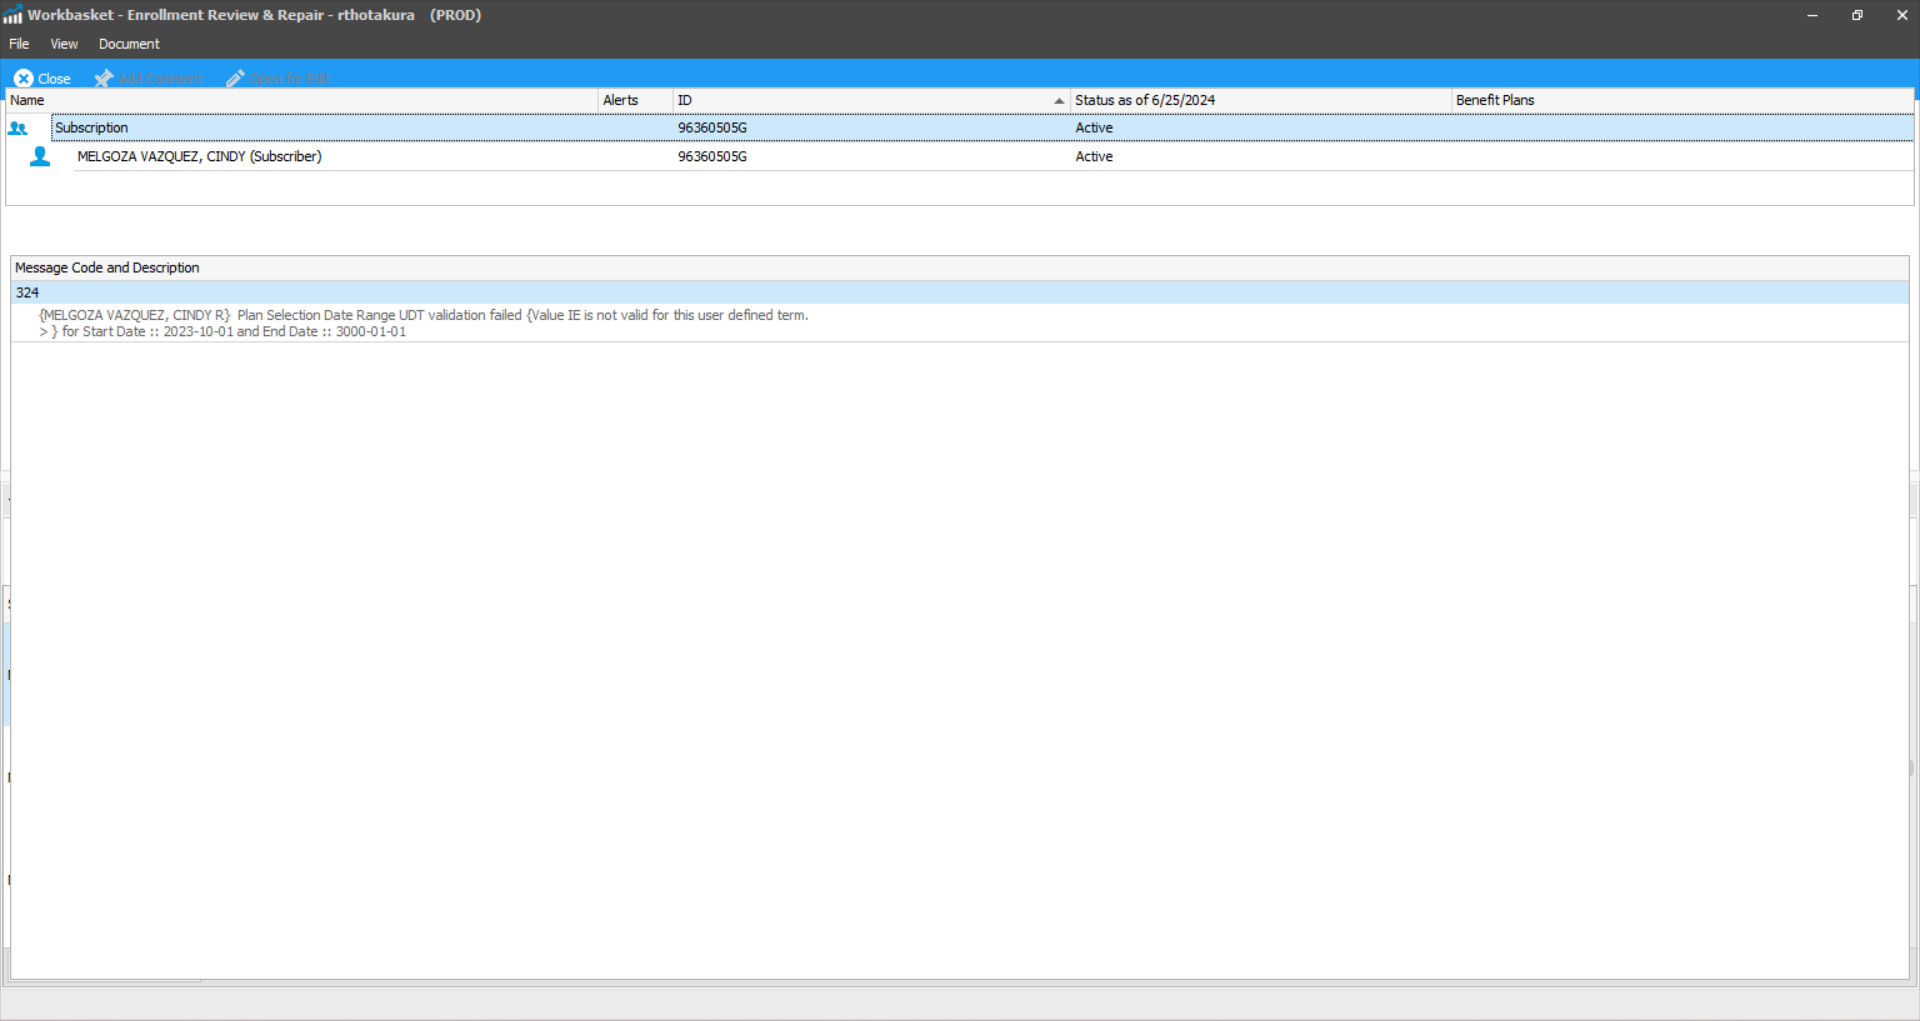 Workbasket - Enrollment Review & Repair - rthotakura (PROD)
File View Document
Close Add Comment Open for Edit
Name Alerts ID Status as of 6/25/2024 Benefit Plans
Subscription 96360505G Active
MELGOZA VAZQUEZ, CINDY (Subscriber) 96360505G Active
Message Code and Description
324
{MELGOZA VAZQUEZ, CINDY R} Plan Selection Date Range UDT validation failed {Value IE is not valid for this user defined term.
> } for Start Date :: 2023-10-01 and End Date :: 3000-01-01